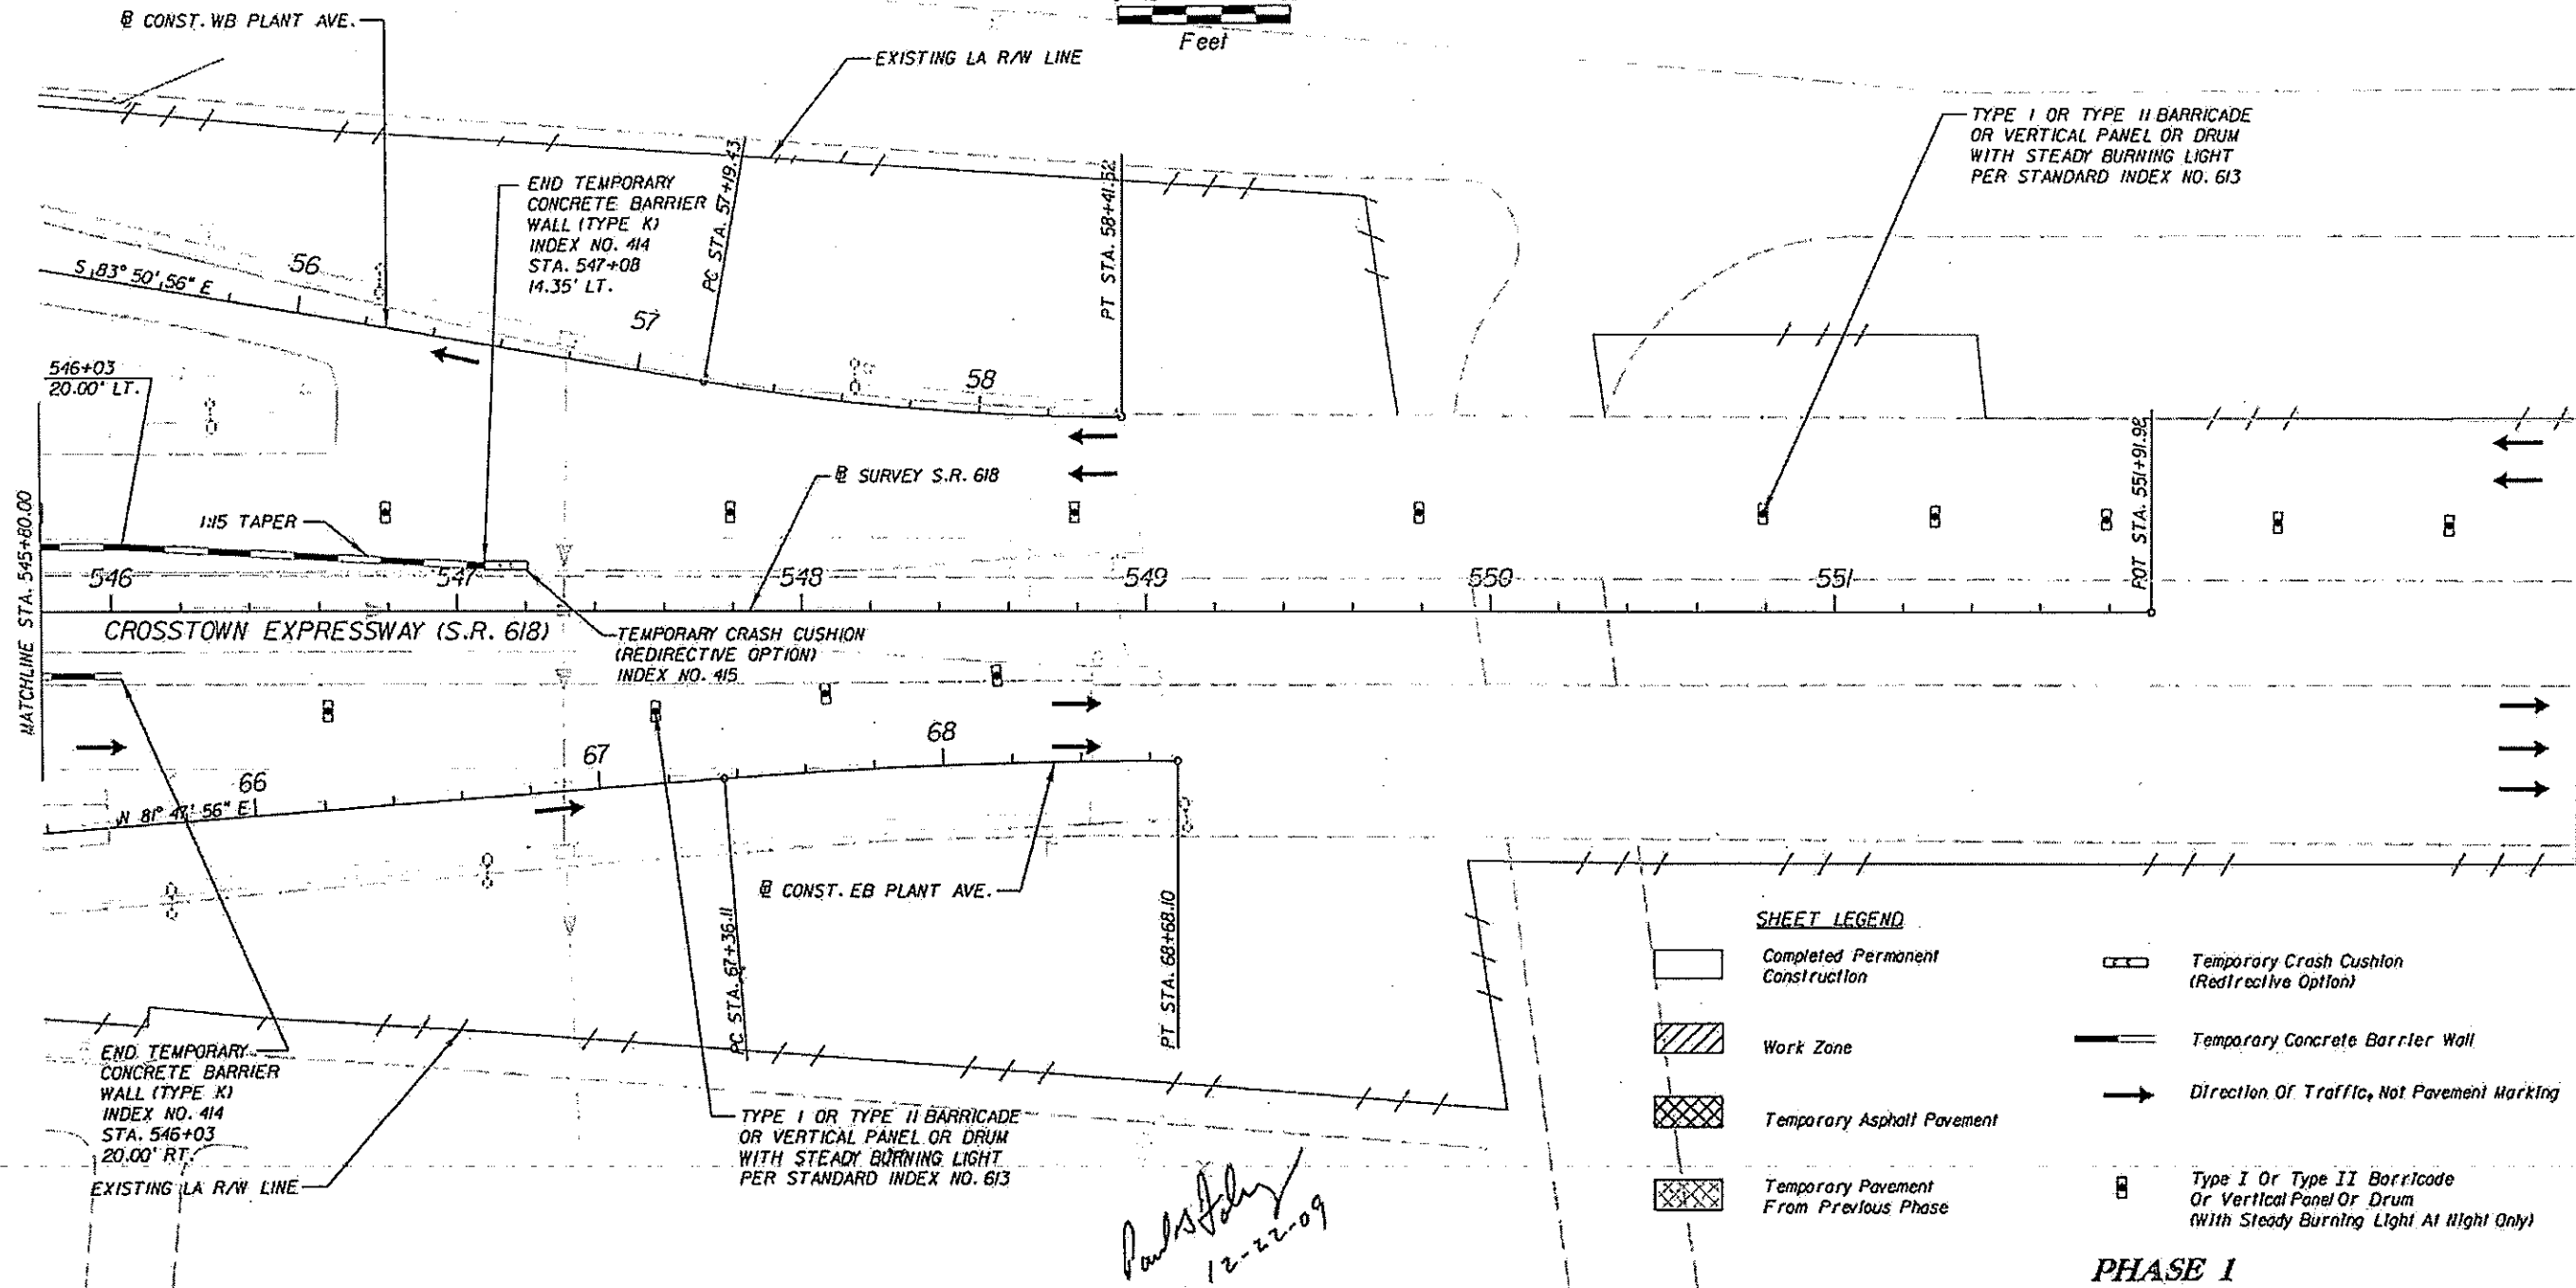 ℄ CONST. WB PLANT AVE.
Feet
EXISTING LA R/W LINE
TYPE I OR TYPE II BARRICADE
OR VERTICAL PANEL OR DRUM
WITH STEADY BURNING LIGHT
PER STANDARD INDEX NO. 613
END TEMPORARY
CONCRETE BARRIER
WALL (TYPE K)
INDEX NO. 414
STA. 547+08
14.35' LT.
PC STA. 57+19.43
PT STA. 58+41.52
S 83° 50' 56" E
56
57
58
546+03
20.00' LT.
℄ SURVEY S.R. 618
1:15 TAPER
MATCHLINE STA. 545+80.00
POT STA. 551+91.98
546
547
548
549
550
551
CROSSTOWN EXPRESSWAY (S.R. 618)
TEMPORARY CRASH CUSHION
(REDIRECTIVE OPTION)
INDEX NO. 415
66
67
68
N 81° 47' 56" E
℄ CONST. EB PLANT AVE.
PC STA. 67+36.11
PT STA. 68+68.10
END TEMPORARY
CONCRETE BARRIER
WALL (TYPE K)
INDEX NO. 414
STA. 546+03
20.00' RT.
EXISTING LA R/W LINE
TYPE I OR TYPE II BARRICADE
OR VERTICAL PANEL OR DRUM
WITH STEADY BURNING LIGHT
PER STANDARD INDEX NO. 613
12-22-09
SHEET LEGEND
Completed Permanent
Construction
Work Zone
Temporary Asphalt Pavement
Temporary Pavement
From Previous Phase
Temporary Crash Cushion
(Redirective Option)
Temporary Concrete Barrier Wall
Direction Of Traffic, Not Pavement Marking
Type I Or Type II Barricade
Or Vertical Panel Or Drum
(With Steady Burning Light At Night Only)
PHASE 1